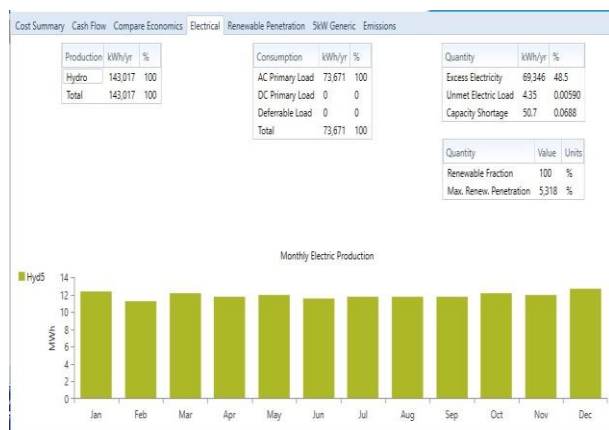 Cost Summary Cash Flow Compare Economics Electrical Renewable Penetration 5kW Generic Emissions
Production kWh/yr %
Hydro 143,017 100
Total 143,017 100
Consumption kWh/yr %
AC Primary Load 73,671 100
DC Primary Load 0 0
Deferrable Load 0 0
Total 73,671 100
Quantity kWh/yr %
Excess Electricity 69,346 48.5
Unmet Electric Load 4.35 0.00590
Capacity Shortage 50.7 0.0688
Quantity Value Units
Renewable Fraction 100 %
Max. Renew. Penetration 5,318 %
Monthly Electric Production
Hyd5
MWh
14
12
10
8
6
4
2
0
Jan Feb Mar Apr May Jun Jul Aug Sep Oct Nov Dec